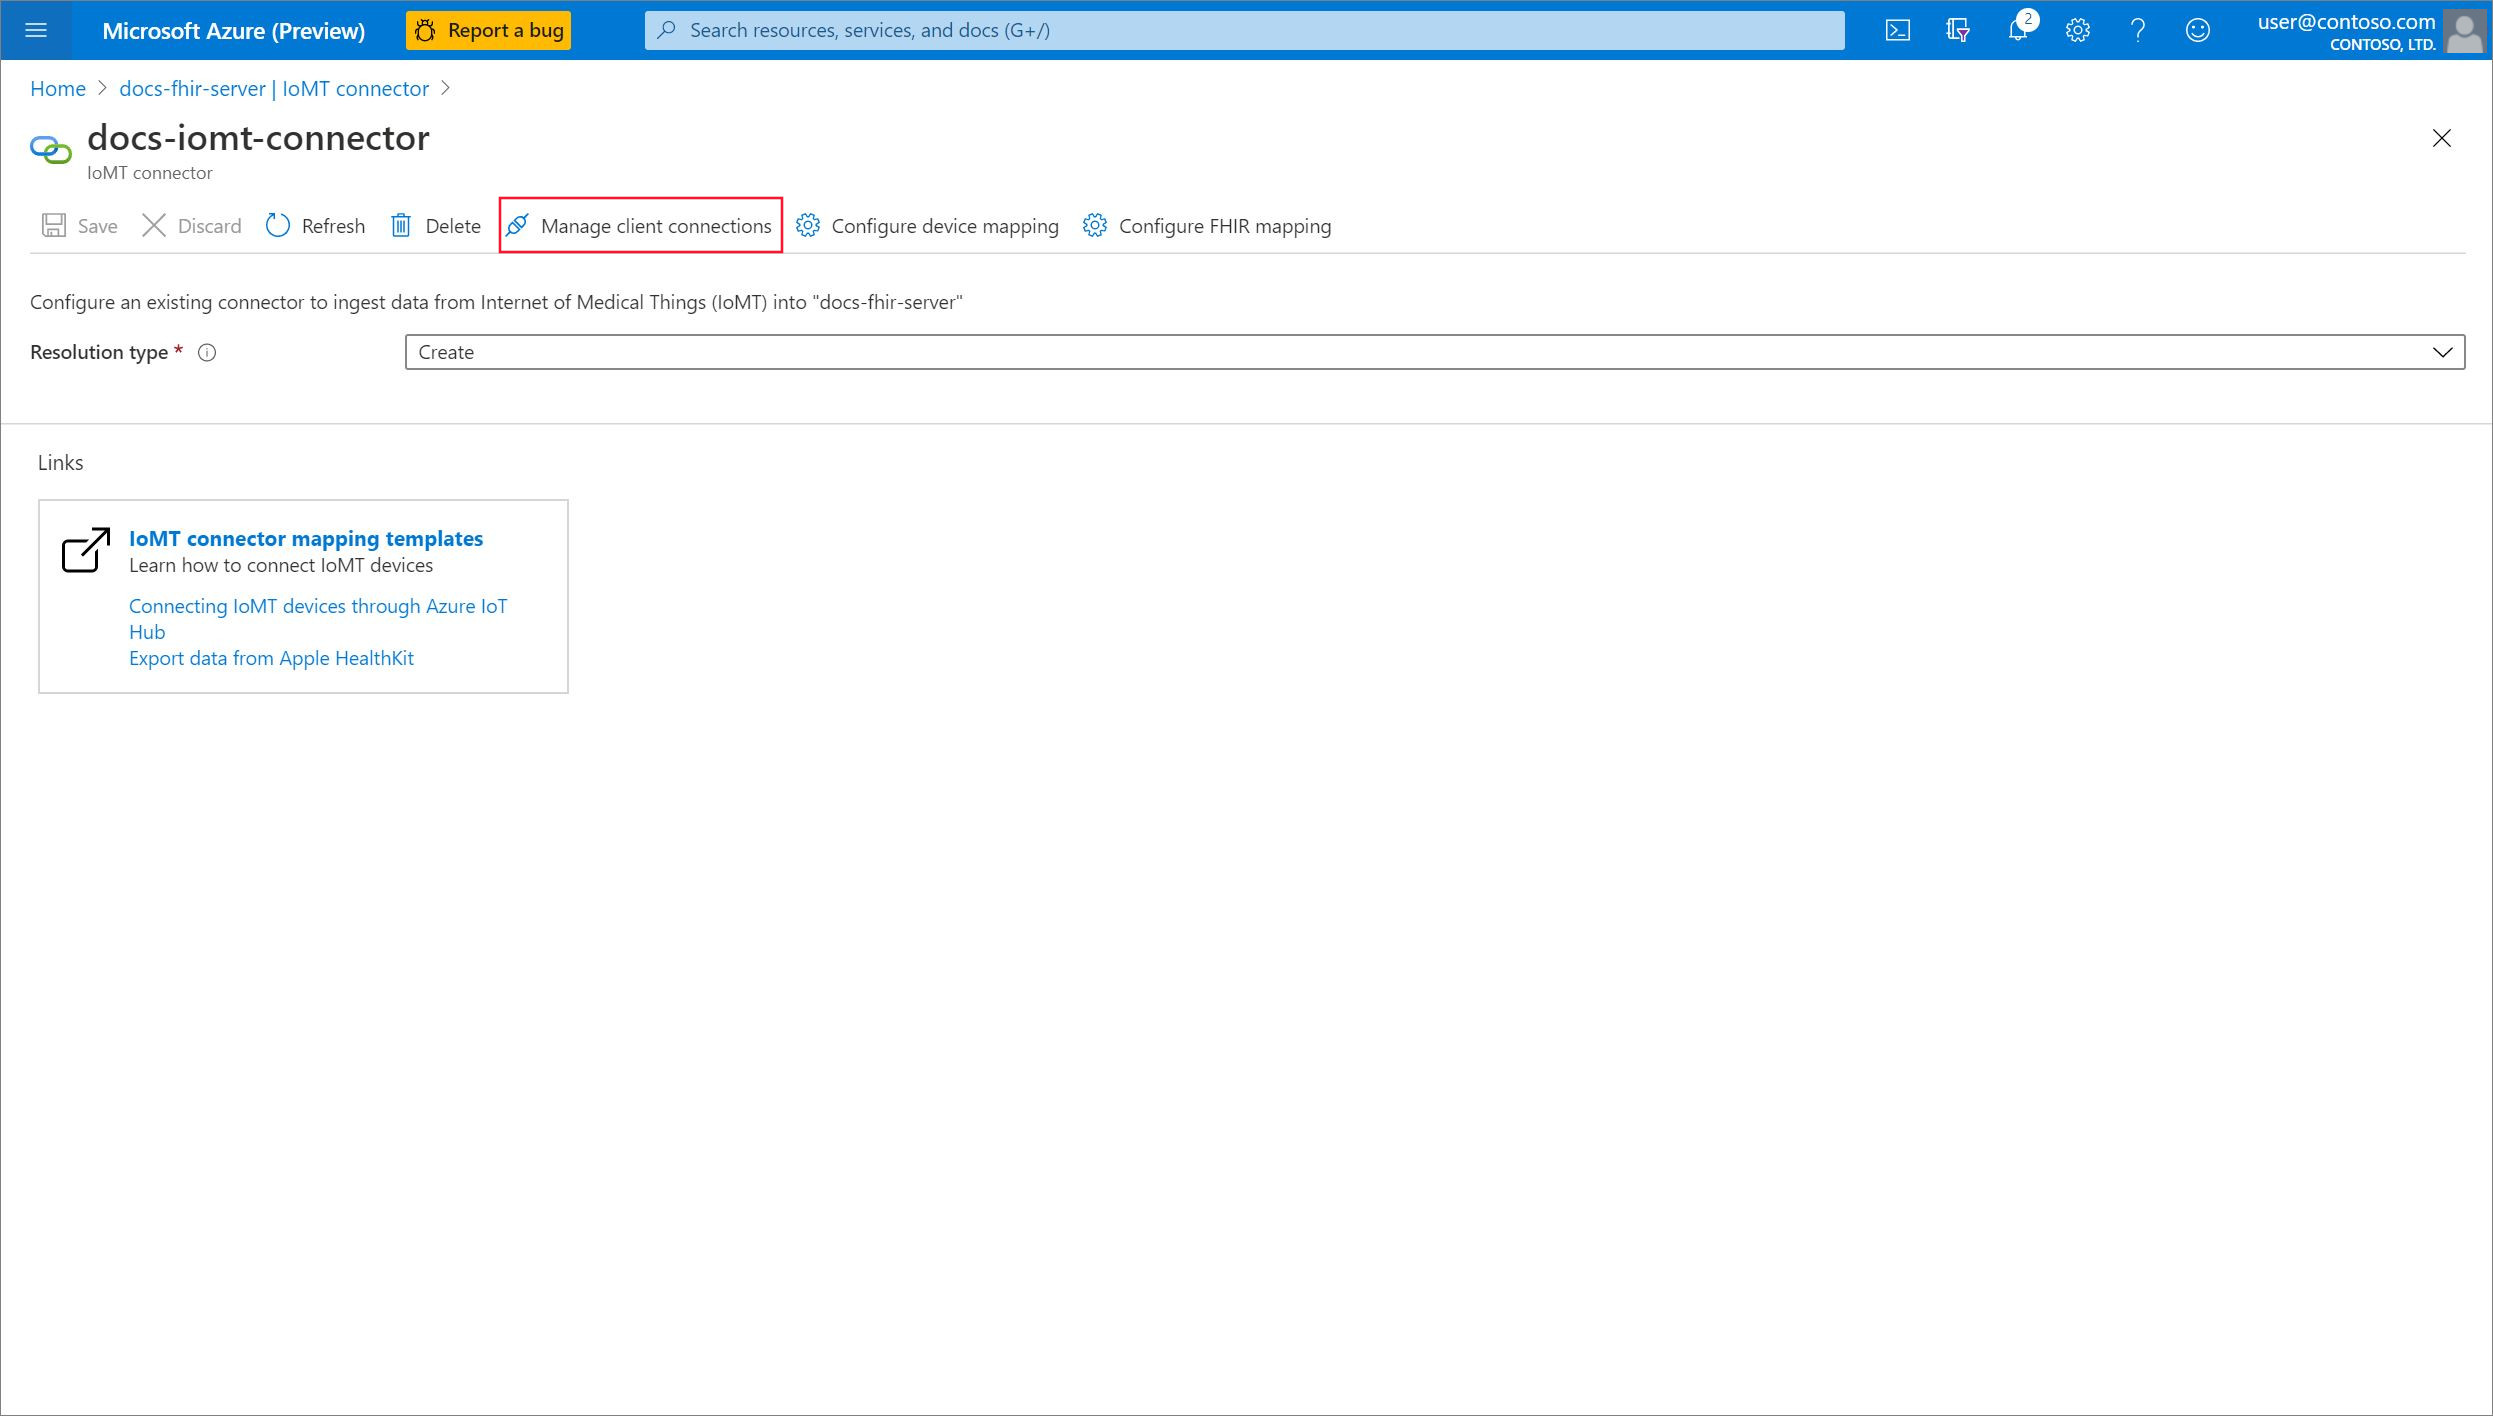 Microsoft Azure (Preview) Report a bug Search resources, services, and docs (G+/) 2 user@contoso.com
CONTOSO, LTD.
Home > docs-fhir-server | IoMT connector >
docs-iomt-connector
IoMT connector
Save Discard Refresh Delete Manage client connections Configure device mapping Configure FHIR mapping
Configure an existing connector to ingest data from Internet of Medical Things (IoMT) into "docs-fhir-server"
Resolution type * Create
Links
IoMT connector mapping templates
Learn how to connect IoMT devices
Connecting IoMT devices through Azure IoT
Hub
Export data from Apple HealthKit